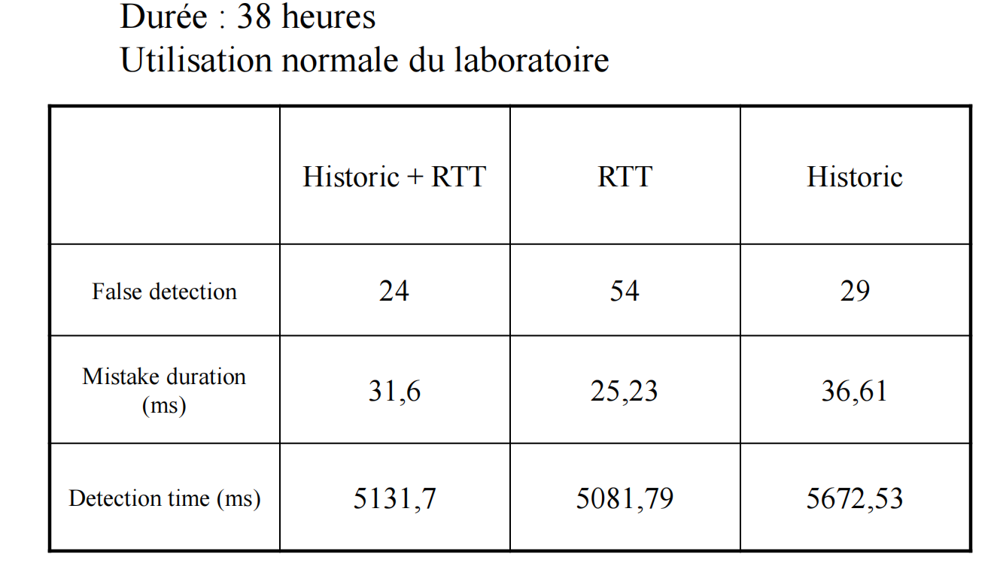 Durée : 38 heures
Utilisation normale du laboratoire
Historic + RTT RTT Historic
False detection 24 54 29
Mistake duration
(ms) 31,6 25,23 36,61
Detection time (ms) 5131,7 5081,79 5672,53